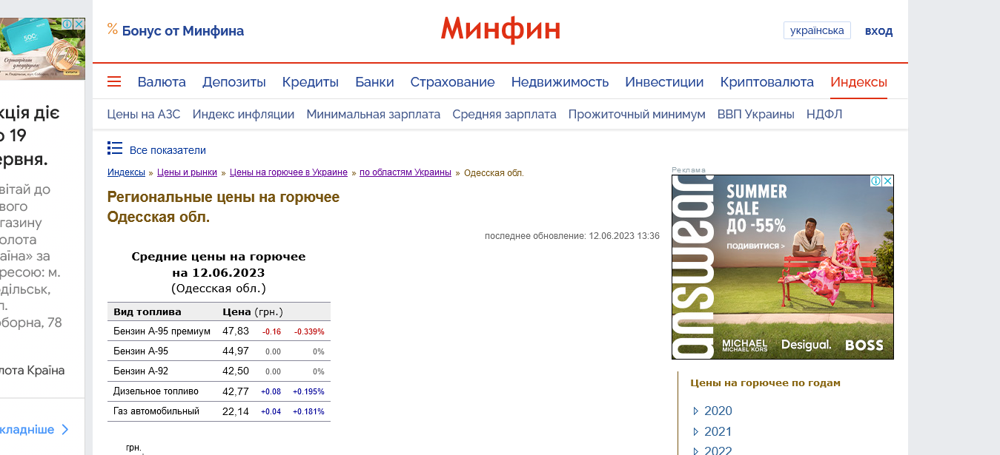 % Бонус от Минфина
Минфин
українська
вход
Валюта Депозиты Кредиты Банки Страхование Недвижимость Инвестиции Криптовалюта Индексы
Цены на АЗС Индекс инфляции Минимальная зарплата Средняя зарплата Прожиточный минимум ВВП Украины НДФЛ
Все показатели
Индексы » Цены и рынки » Цены на горючее в Украине » по областям Украины » Одесская обл.
Региональные цены на горючее
Одесская обл.
последнее обновление: 12.06.2023 13:36
Средние цены на горючее
на 12.06.2023
(Одесская обл.)
Вид топлива Цена (грн.)
Бензин А-95 премиум 47,83 -0.16 -0.339%
Бензин А-95 44,97 0.00 0%
Бензин А-92 42,50 0.00 0%
Дизельное топливо 42,77 +0.08 +0.195%
Газ автомобильный 22,14 +0.04 +0.181%
грн.
Реклама
answear.
SUMMER
SALE
ДО -55%
ПОДИВИТИСЯ >
MICHAEL
MICHAEL KORS
Desigual.
BOSS
Цены на горючее по годам
2020
2021
2022
SOC
кція діє
о 19
ервня.
вітай до
вого
газину
олота
аїна» за
ресою: м.
одільськ,
л.
оборна, 78
лота Країна
кладніше